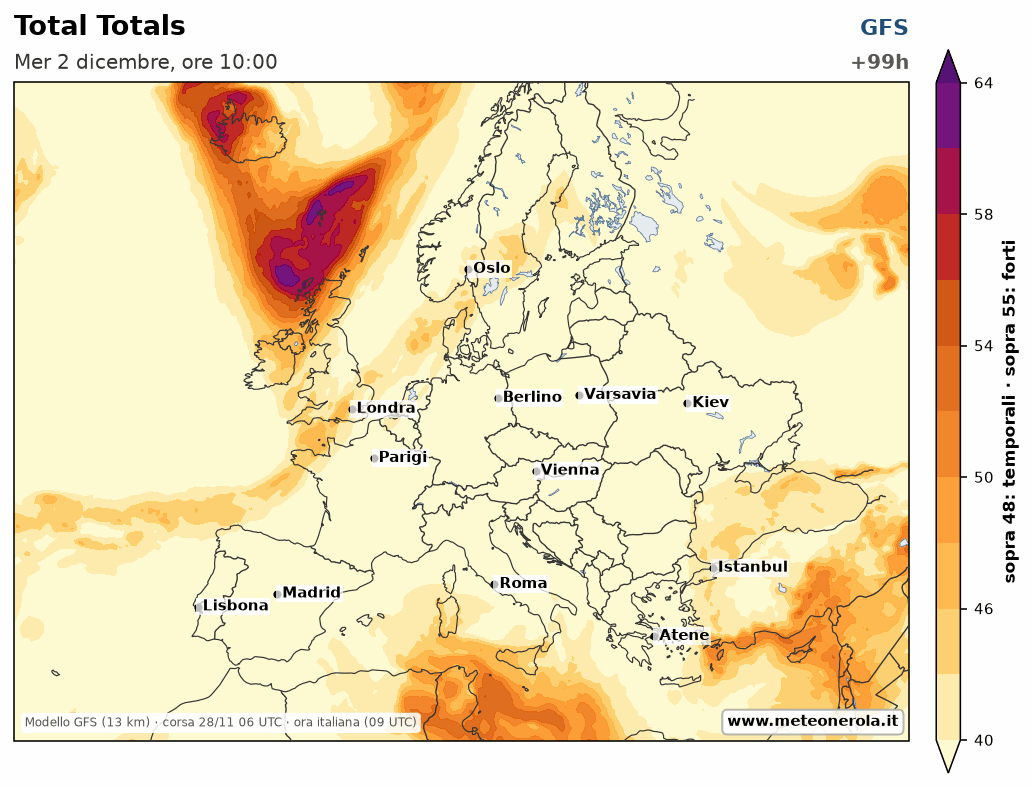 Total Totals
GFS
Mer 2 dicembre, ore 10:00
+99h
64
58
54
50
46
40
sopra 48: temporali · sopra 55: forti
Oslo
Berlino
Varsavia
Kiev
Londra
Parigi
Vienna
Istanbul
Roma
Madrid
Lisbona
Atene
Modello GFS (13 km) · corsa 28/11 06 UTC · ora italiana (09 UTC)
www.meteonerola.it